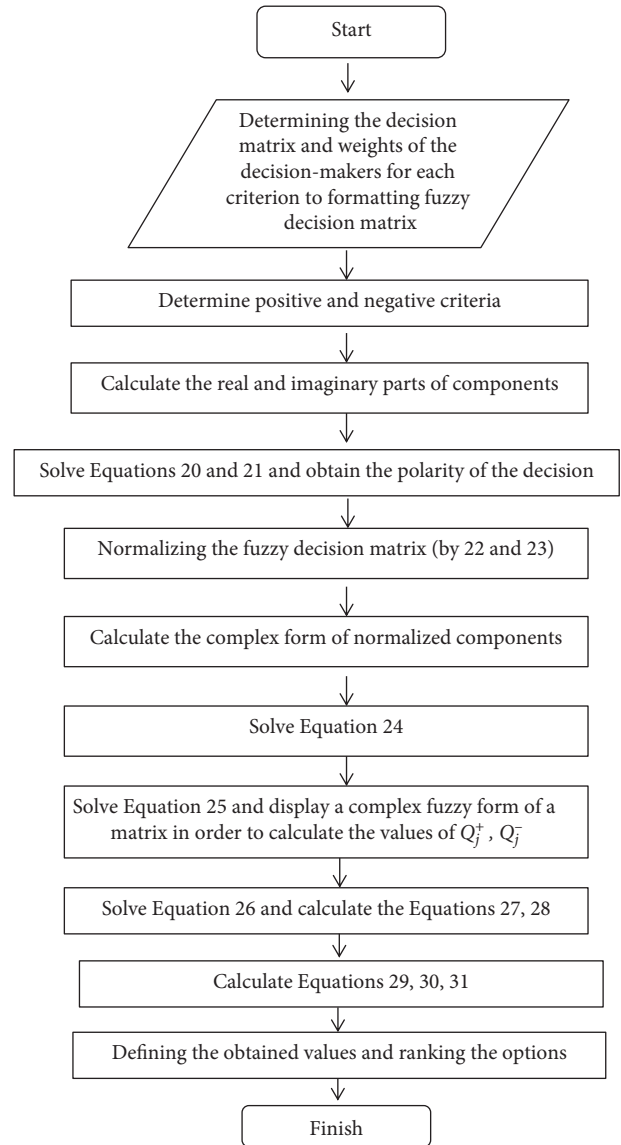 Start
Determining the decision
matrix and weights of the
decision-makers for each
criterion to formatting fuzzy
decision matrix
Determine positive and negative criteria
Calculate the real and imaginary parts of components
Solve Equations 20 and 21 and obtain the polarity of the decision
Normalizing the fuzzy decision matrix (by 22 and 23)
Calculate the complex form of normalized components
Solve Equation 24
Solve Equation 25 and display a complex fuzzy form of a
matrix in order to calculate the values of Q_j^+ , Q_j^-
Solve Equation 26 and calculate the Equations 27, 28
Calculate Equations 29, 30, 31
Defining the obtained values and ranking the options
Finish